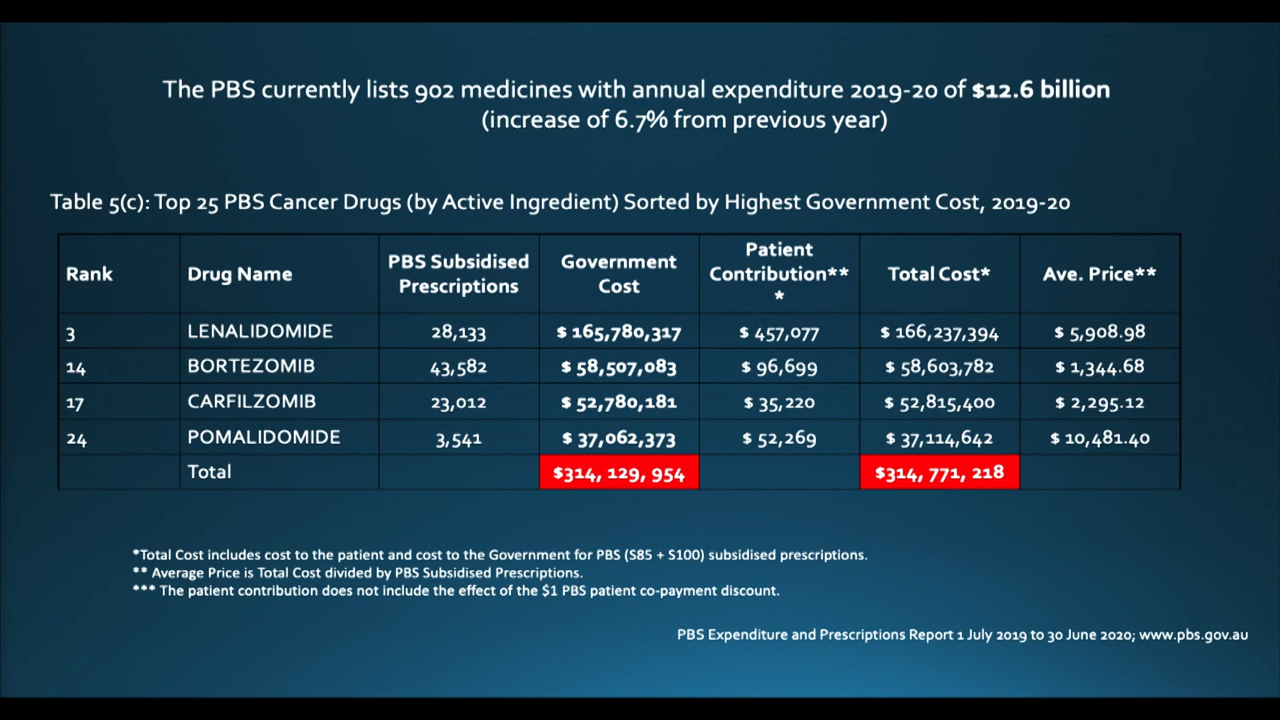 The PBS currently lists 902 medicines with annual expenditure 2019-20 of $12.6 billion
(increase of 6.7% from previous year)
Table 5(c): Top 25 PBS Cancer Drugs (by Active Ingredient) Sorted by Highest Government Cost, 2019-20
Rank Drug Name PBS Subsidised Prescriptions Government Cost Patient Contribution*** Total Cost* Ave. Price**
3 LENALIDOMIDE 28,133 $ 165,780,317 $ 457,077 $ 166,237,394 $ 5,908.98
14 BORTEZOMIB 43,582 $ 58,507,083 $ 96,699 $ 58,603,782 $ 1,344.68
17 CARFILZOMIB 23,012 $ 52,780,181 $ 35,220 $ 52,815,400 $ 2,295.12
24 POMALIDOMIDE 3,541 $ 37,062,373 $ 52,269 $ 37,114,642 $ 10,481.40
Total $314, 129, 954 $314, 771, 218
*Total Cost includes cost to the patient and cost to the Government for PBS (S85 + S100) subsidised prescriptions.
** Average Price is Total Cost divided by PBS Subsidised Prescriptions.
*** The patient contribution does not include the effect of the $1 PBS patient co-payment discount.
PBS Expenditure and Prescriptions Report 1 July 2019 to 30 June 2020; www.pbs.gov.au